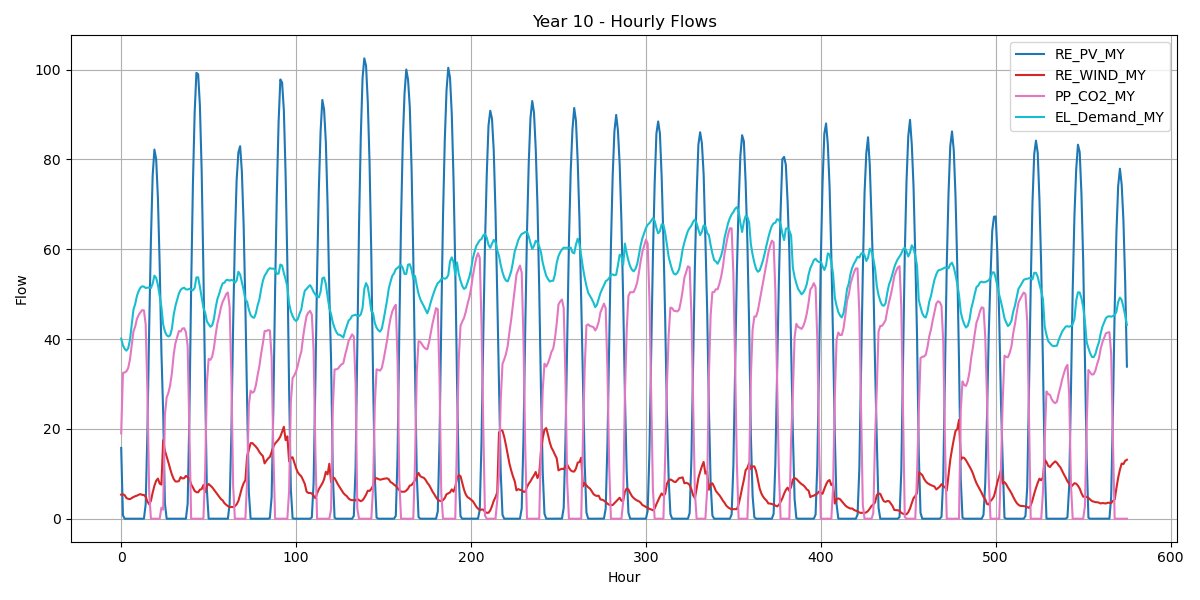 Year 10 - Hourly Flows
RE_PV_MY
RE_WIND_MY
PP_CO2_MY
EL_Demand_MY
Flow
100
80
60
40
20
0
0 100 200 300 400 500 600
Hour